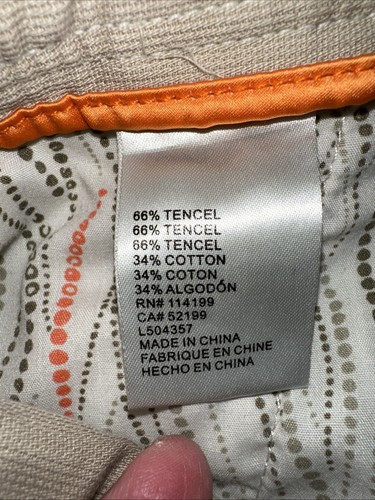 66% TENCEL
66% TENCEL
66% TENCEL
34% COTTON
34% COTON
34% ALGODÓN
RN# 114199
CA# 52199
L504357
MADE IN CHINA
FABRIQUE EN CHINE
HECHO EN CHINA